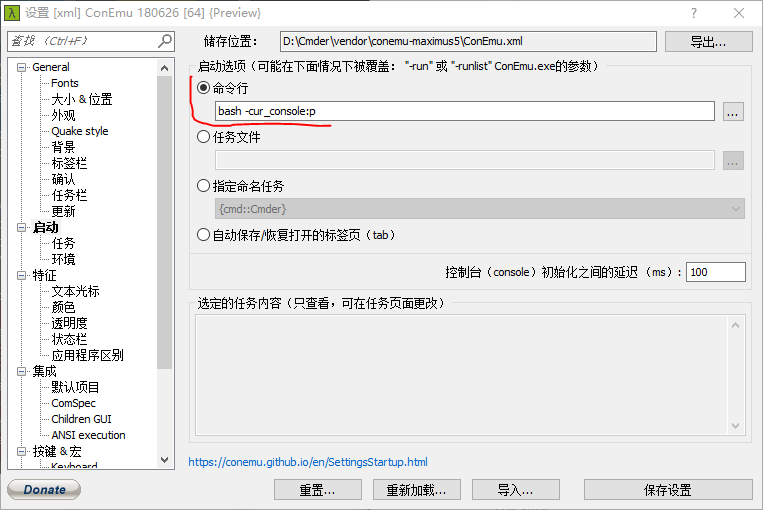 λ 设置 [xml] ConEmu 180626 [64] {Preview}
查找 (Ctrl+F)
储存位置:
D:\Cmder\vendor\conemu-maximus5\ConEmu.xml
导出...
General
Fonts
大小 & 位置
外观
Quake style
背景
标签栏
确认
任务栏
更新
启动
任务
环境
特征
文本光标
颜色
透明度
状态栏
应用程序区别
集成
默认项目
ComSpec
Children GUI
ANSI execution
按键 & 宏
Keyboard
启动选项（可能在下面情况下被覆盖： "-run" 或 "-runlist" ConEmu.exe的参数）
命令行
bash -cur_console:p
...
任务文件
...
指定命名任务
{cmd::Cmder}
自动保存/恢复打开的标签页（tab）
控制台（console）初始化之间的延迟（ms）:
100
选定的任务内容（只查看，可在任务页面更改）
https://conemu.github.io/en/SettingsStartup.html
Donate
重置...
重新加载...
导入...
保存设置